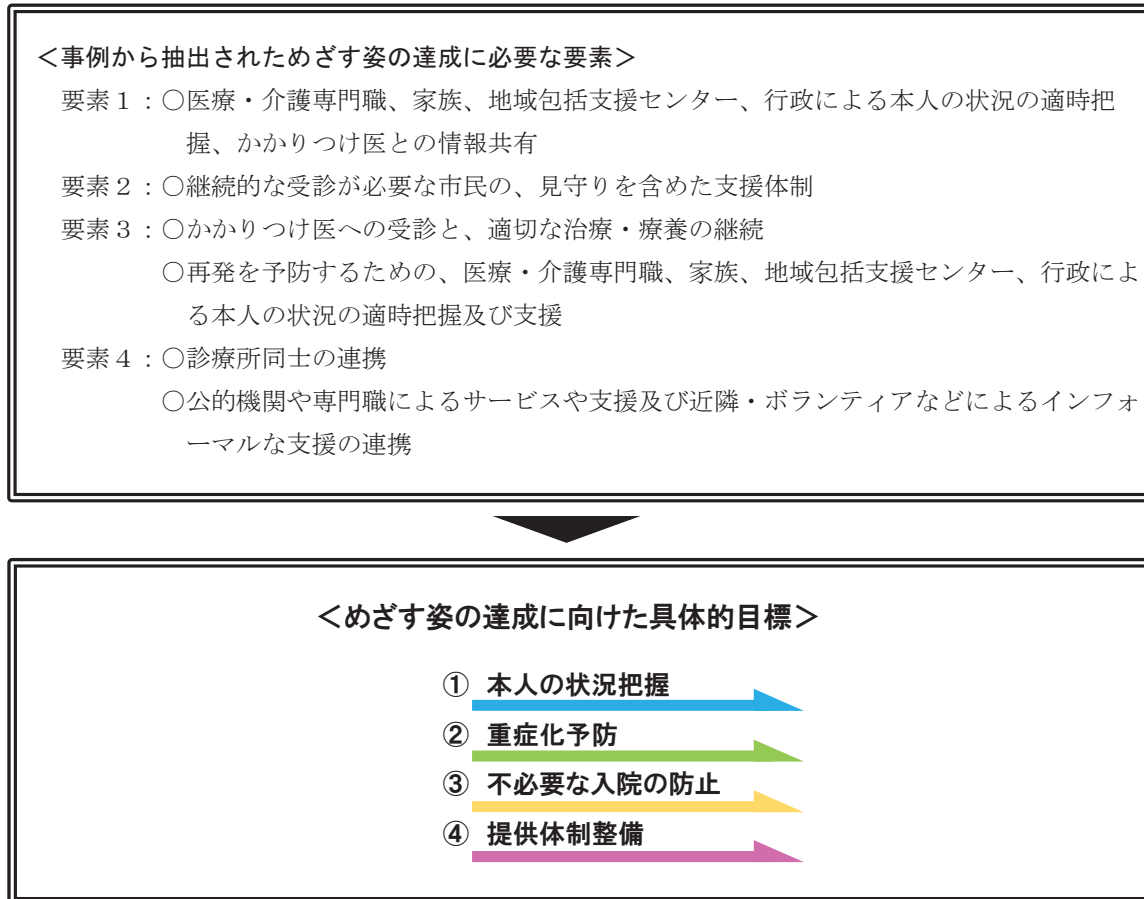 ＜事例から抽出されためざす姿の達成に必要な要素＞
要素１：○医療・介護専門職、家族、地域包括支援センター、行政による本人の状況の適時把
握、かかりつけ医との情報共有
要素２：○継続的な受診が必要な市民の、見守りを含めた支援体制
要素３：○かかりつけ医への受診と、適切な治療・療養の継続
○再発を予防するための、医療・介護専門職、家族、地域包括支援センター、行政によ
る本人の状況の適時把握及び支援
要素４：○診療所同士の連携
○公的機関や専門職によるサービスや支援及び近隣・ボランティアなどによるインフォ
ーマルな支援の連携
＜めざす姿の達成に向けた具体的目標＞
① 本人の状況把握
② 重症化予防
③ 不必要な入院の防止
④ 提供体制整備